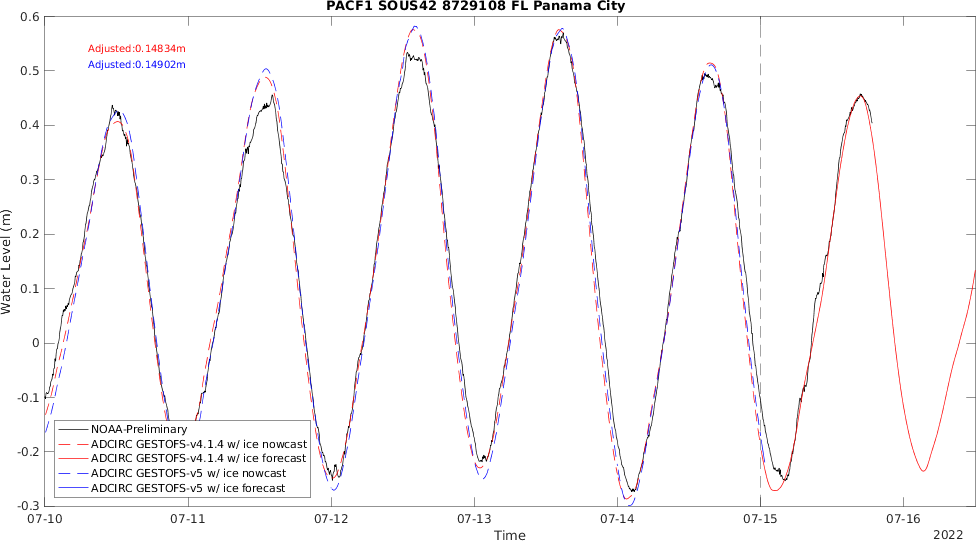 PACF1 SOUS42 8729108 FL Panama City
0.6
Adjusted:0.14834m
Adjusted:0.14902m
0.5
0.4
0.3
0.2
0.1
0
-0.1
-0.2
-0.3
Water Level (m)
NOAA-Preliminary
ADCIRC GESTOFS-v4.1.4 w/ ice nowcast
ADCIRC GESTOFS-v4.1.4 w/ ice forecast
ADCIRC GESTOFS-v5 w/ ice nowcast
ADCIRC GESTOFS-v5 w/ ice forecast
07-10 07-11 07-12 07-13 07-14 07-15 07-16
Time
2022